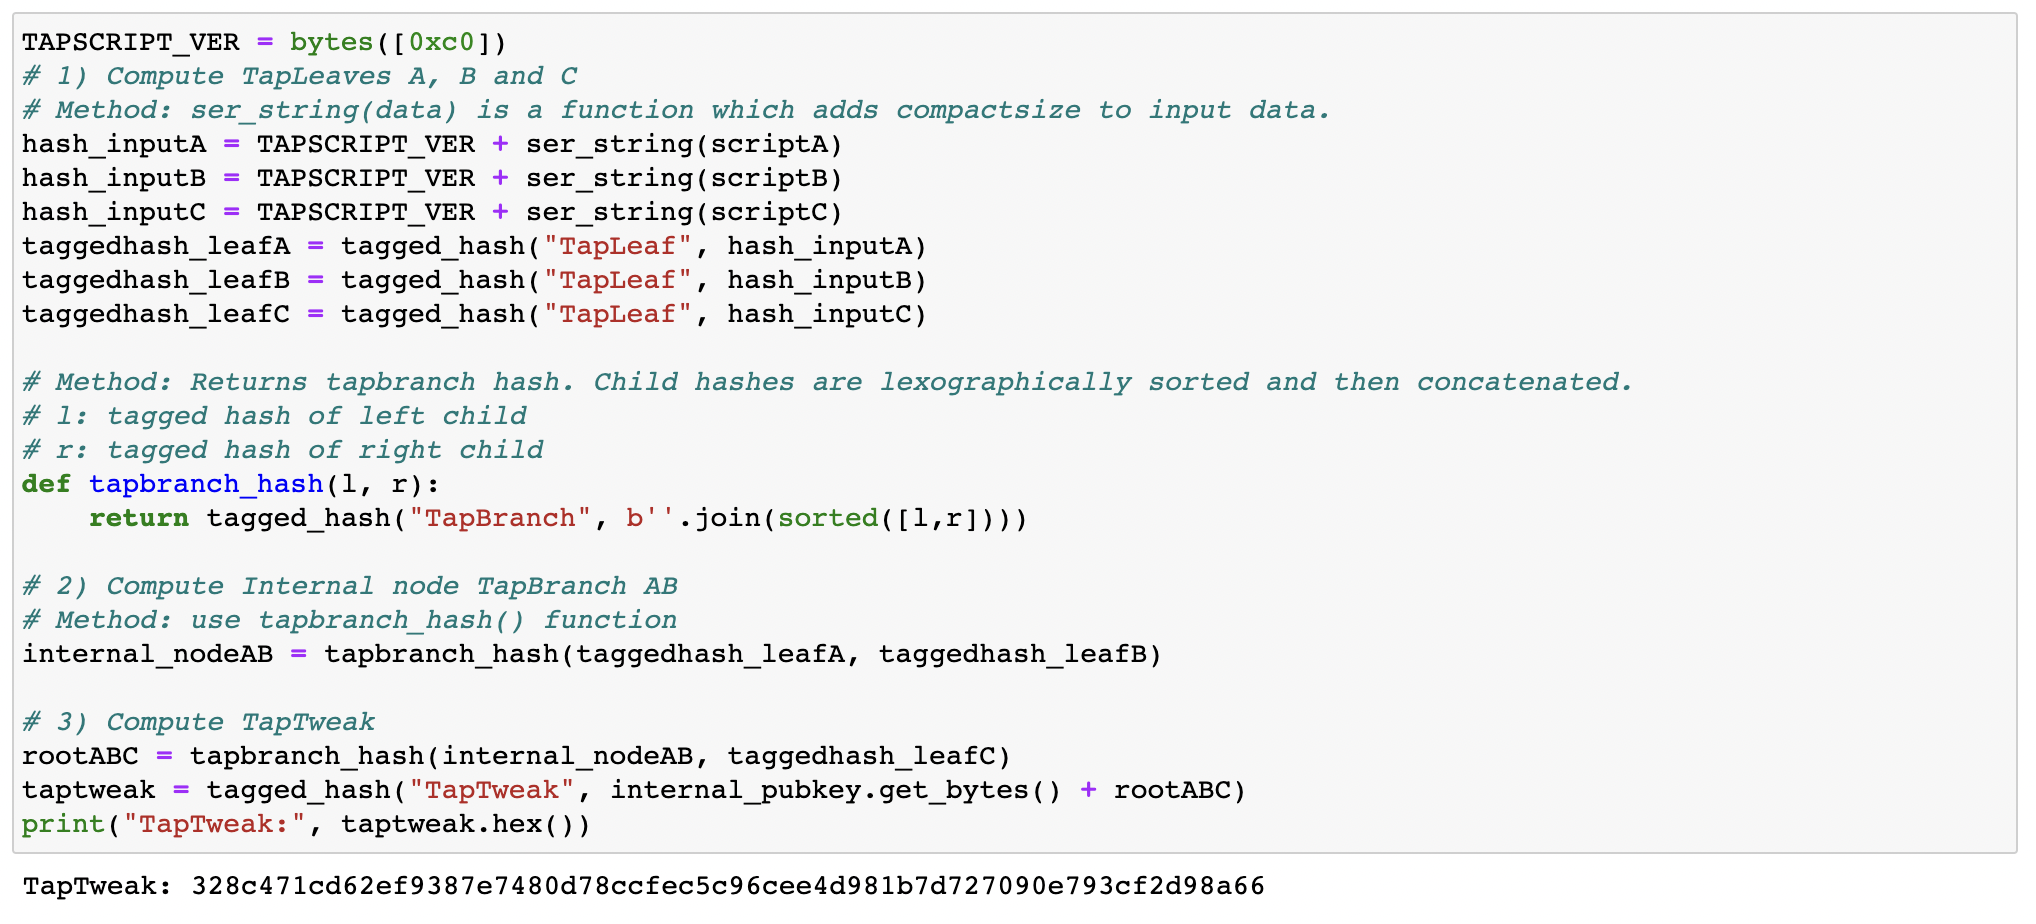 TAPSCRIPT_VER = bytes([0xc0])
# 1) Compute TapLeaves A, B and C
# Method: ser_string(data) is a function which adds compactsize to input data.
hash_inputA = TAPSCRIPT_VER + ser_string(scriptA)
hash_inputB = TAPSCRIPT_VER + ser_string(scriptB)
hash_inputC = TAPSCRIPT_VER + ser_string(scriptC)
taggedhash_leafA = tagged_hash("TapLeaf", hash_inputA)
taggedhash_leafB = tagged_hash("TapLeaf", hash_inputB)
taggedhash_leafC = tagged_hash("TapLeaf", hash_inputC)

# Method: Returns tapbranch hash. Child hashes are lexographically sorted and then concatenated.
# l: tagged hash of left child
# r: tagged hash of right child
def tapbranch_hash(l, r):
    return tagged_hash("TapBranch", b''.join(sorted([l,r])))

# 2) Compute Internal node TapBranch AB
# Method: use tapbranch_hash() function
internal_nodeAB = tapbranch_hash(taggedhash_leafA, taggedhash_leafB)

# 3) Compute TapTweak
rootABC = tapbranch_hash(internal_nodeAB, taggedhash_leafC)
taptweak = tagged_hash("TapTweak", internal_pubkey.get_bytes() + rootABC)
print("TapTweak:", taptweak.hex())
TapTweak: 328c471cd62ef9387e7480d78ccfec5c96cee4d981b7d727090e793cf2d98a66